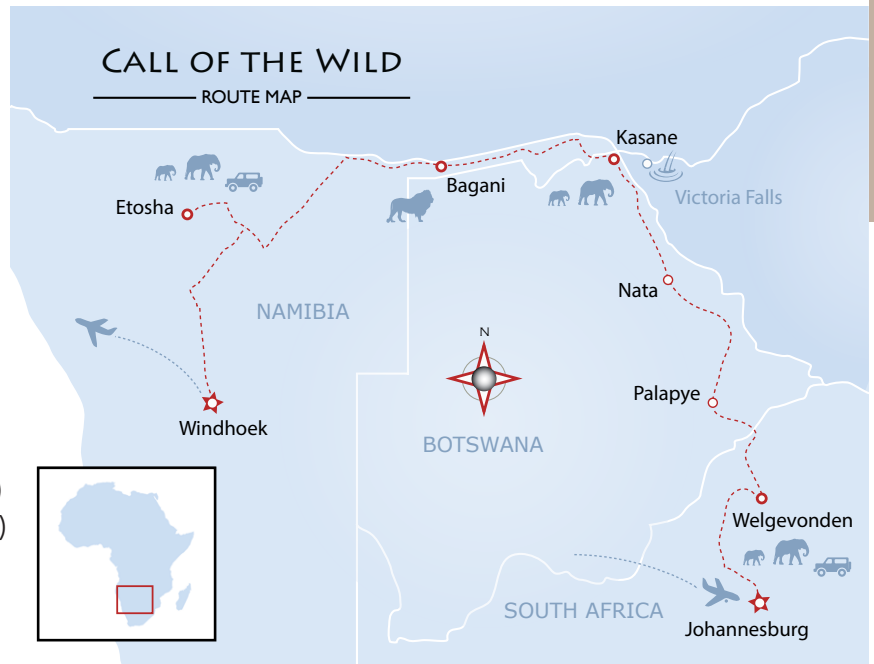 CALL OF THE WILD
ROUTE MAP
Kasane
Bagani
Victoria Falls
Etosha
Nata
NAMIBIA
N
Palapye
Windhoek
BOTSWANA
)
)
Welgevonden
SOUTH AFRICA
Johannesburg